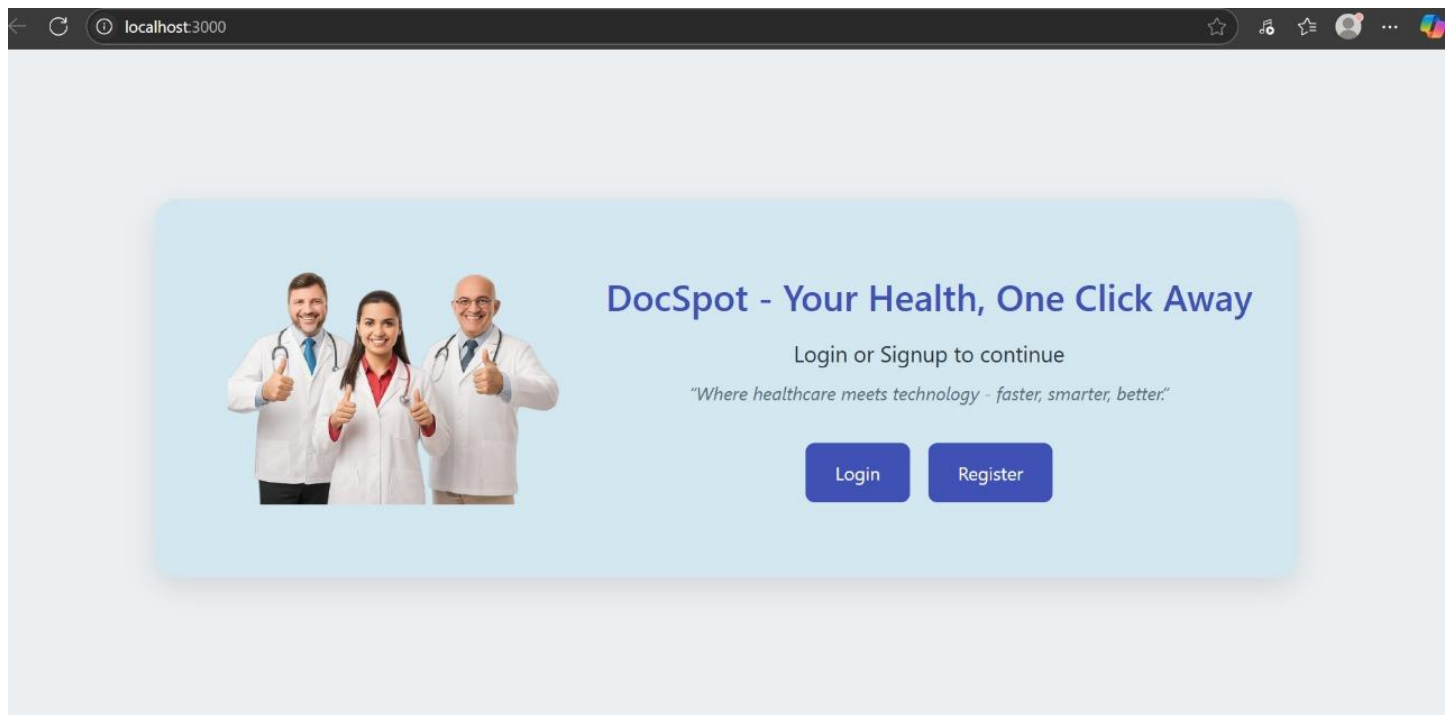 localhost:3000
DocSpot - Your Health, One Click Away
Login or Signup to continue
"Where healthcare meets technology - faster, smarter, better."
Login
Register